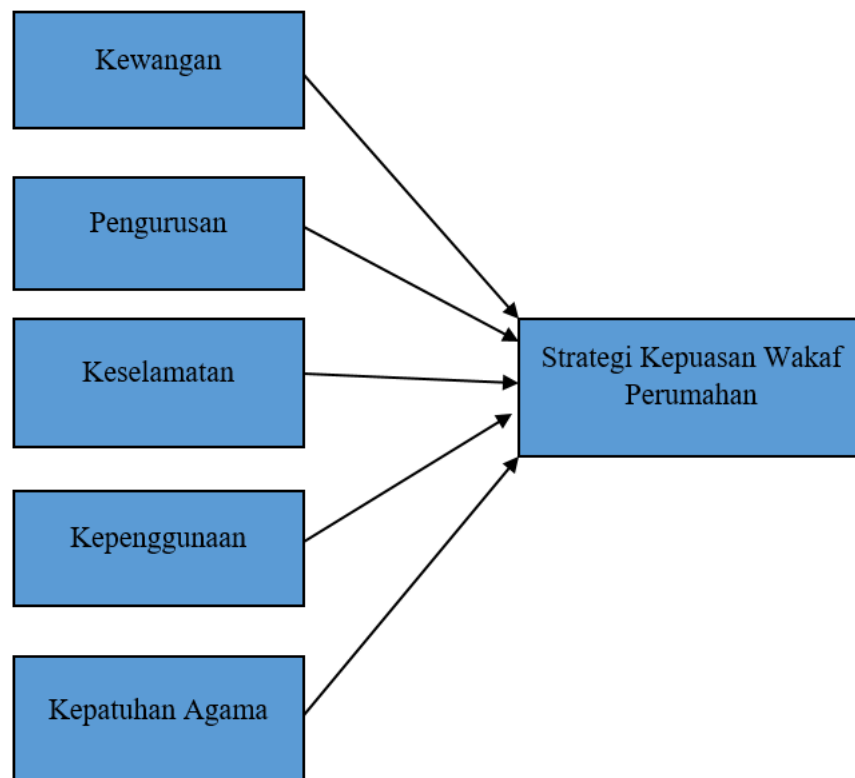 Kewangan
Pengurusan
Keselamatan
Kepenggunaan
Kepatuhan Agama
Strategi Kepuasan Wakaf
Perumahan